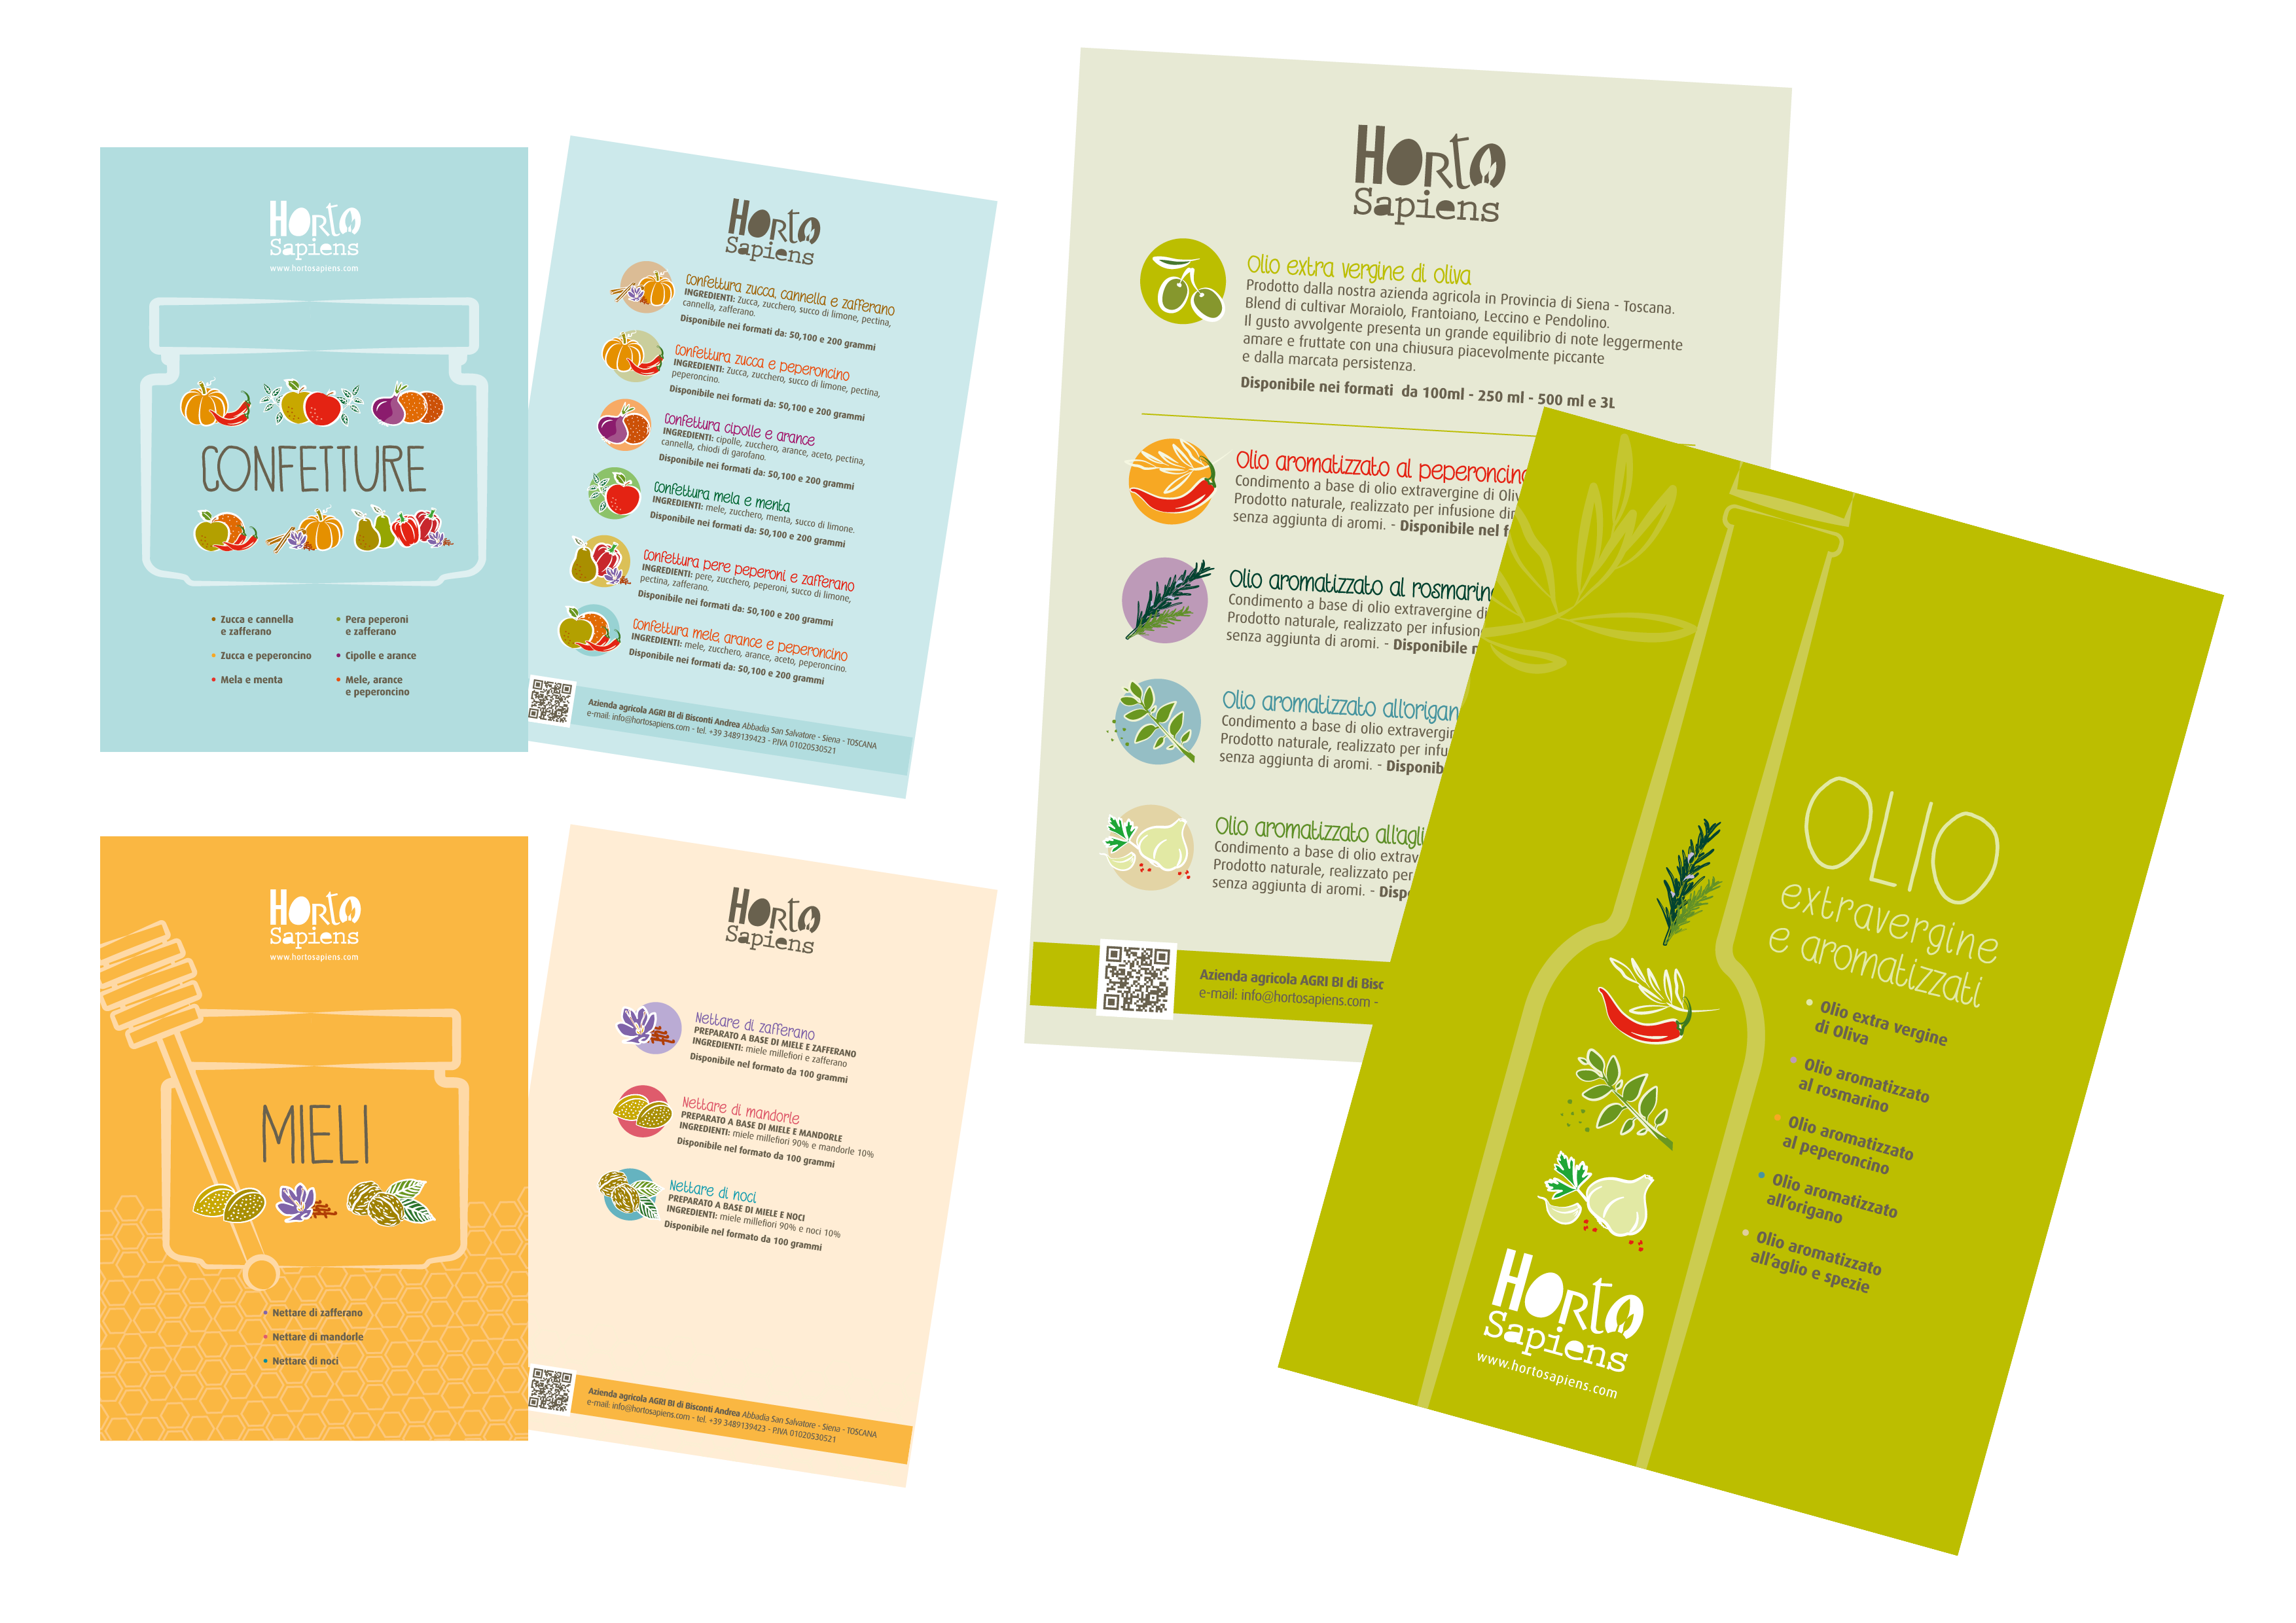 Horto
Sapiens
www.hortosapiens.com
CONFETTURE
• Zucca e cannella
e zafferano
• Zucca e peperoncino
• Mela e menta
• Pera peperoni
e zafferano
• Cipolle e arance
• Mele, arance
e peperoncino
Horto
Sapiens
Confettura zucca, cannella e zafferano
INGREDIENTI: Zucca, zucchero, succo di limone, pectina,
cannella, zafferano.
Disponibile nei formati da: 50,100 e 200 grammi
Confettura zucca e peperoncino
INGREDIENTI: Zucca, zucchero, succo di limone, pectina,
peperoncino.
Disponibile nei formati da: 50,100 e 200 grammi
Confettura cipolle e arance
INGREDIENTI: cipolle, zucchero, arance, aceto, pectina,
cannella, chiodi di garofano.
Disponibile nei formati da: 50,100 e 200 grammi
Confettura mela e menta
INGREDIENTI: mele, zucchero, menta, succo di limone.
Disponibile nei formati da: 50,100 e 200 grammi
Confettura pere peperoni e zafferano
INGREDIENTI: pere, zucchero, peperoni, succo di limone,
pectina, zafferano.
Disponibile nei formati da: 50,100 e 200 grammi
Confettura mele, arance e peperoncino
INGREDIENTI: mele, zucchero, arance, aceto, peperoncino.
Disponibile nei formati da: 50,100 e 200 grammi
Azienda agricola AGRI BI di Bisconti Andrea Abbadia San Salvatore - Siena - TOSCANA
e-mail: info@hortosapiens.com - tel. +39 3489139423 - P.IVA 01020530521
Horto
Sapiens
www.hortosapiens.com
MIELI
• Nettare di zafferano
• Nettare di mandorle
• Nettare di noci
Horto
Sapiens
Nettare di zafferano
PREPARATO A BASE DI MIELE E ZAFFERANO
INGREDIENTI: miele millefiori e zafferano
Disponibile nel formato da 100 grammi
Nettare di mandorle
PREPARATO A BASE DI MIELE E MANDORLE
INGREDIENTI: miele millefiori 90% e mandorle 10%
Disponibile nel formato da 100 grammi
Nettare di noci
PREPARATO A BASE DI MIELE E NOCI
INGREDIENTI: miele millefiori 90% e noci 10%
Disponibile nel formato da 100 grammi
Azienda agricola AGRI BI di Bisconti Andrea Abbadia San Salvatore - Siena - TOSCANA
e-mail: info@hortosapiens.com - tel. +39 3489139423 - P.IVA 01020530521
Horto
Sapiens
Olio extra vergine di oliva
Prodotto dalla nostra azienda agricola in Provincia di Siena - Toscana.
Blend di cultivar Moraiolo, Frantoiano, Leccino e Pendolino.
Il gusto avvolgente presenta un grande equilibrio di note leggermente
amare e fruttate con una chiusura piacevolmente piccante
e dalla marcata persistenza.
Disponibile nei formati da 100ml - 250 ml - 500 ml e 3L
Olio aromatizzato al peperoncino
Condimento a base di olio extravergine di Oliv
Prodotto naturale, realizzato per infusione dir
senza aggiunta di aromi. - Disponibile nel f
Olio aromatizzato al rosmarino
Condimento a base di olio extravergine di
Prodotto naturale, realizzato per infusion
senza aggiunta di aromi. - Disponibile n
Olio aromatizzato all'origan
Condimento a base di olio extravergin
Prodotto naturale, realizzato per infu
senza aggiunta di aromi. - Disponib
Olio aromatizzato all'agli
Condimento a base di olio extrav
Prodotto naturale, realizzato per
senza aggiunta di aromi. - Disp
Azienda agricola AGRI BI di Bisc
e-mail: info@hortosapiens.com -
OLIO
extravergine
e aromatizzati
• Olio extra vergine
di Oliva
• Olio aromatizzato
al rosmarino
• Olio aromatizzato
al peperoncino
• Olio aromatizzato
all'origano
• Olio aromatizzato
all'aglio e spezie
Horto
Sapiens
www.hortosapiens.com